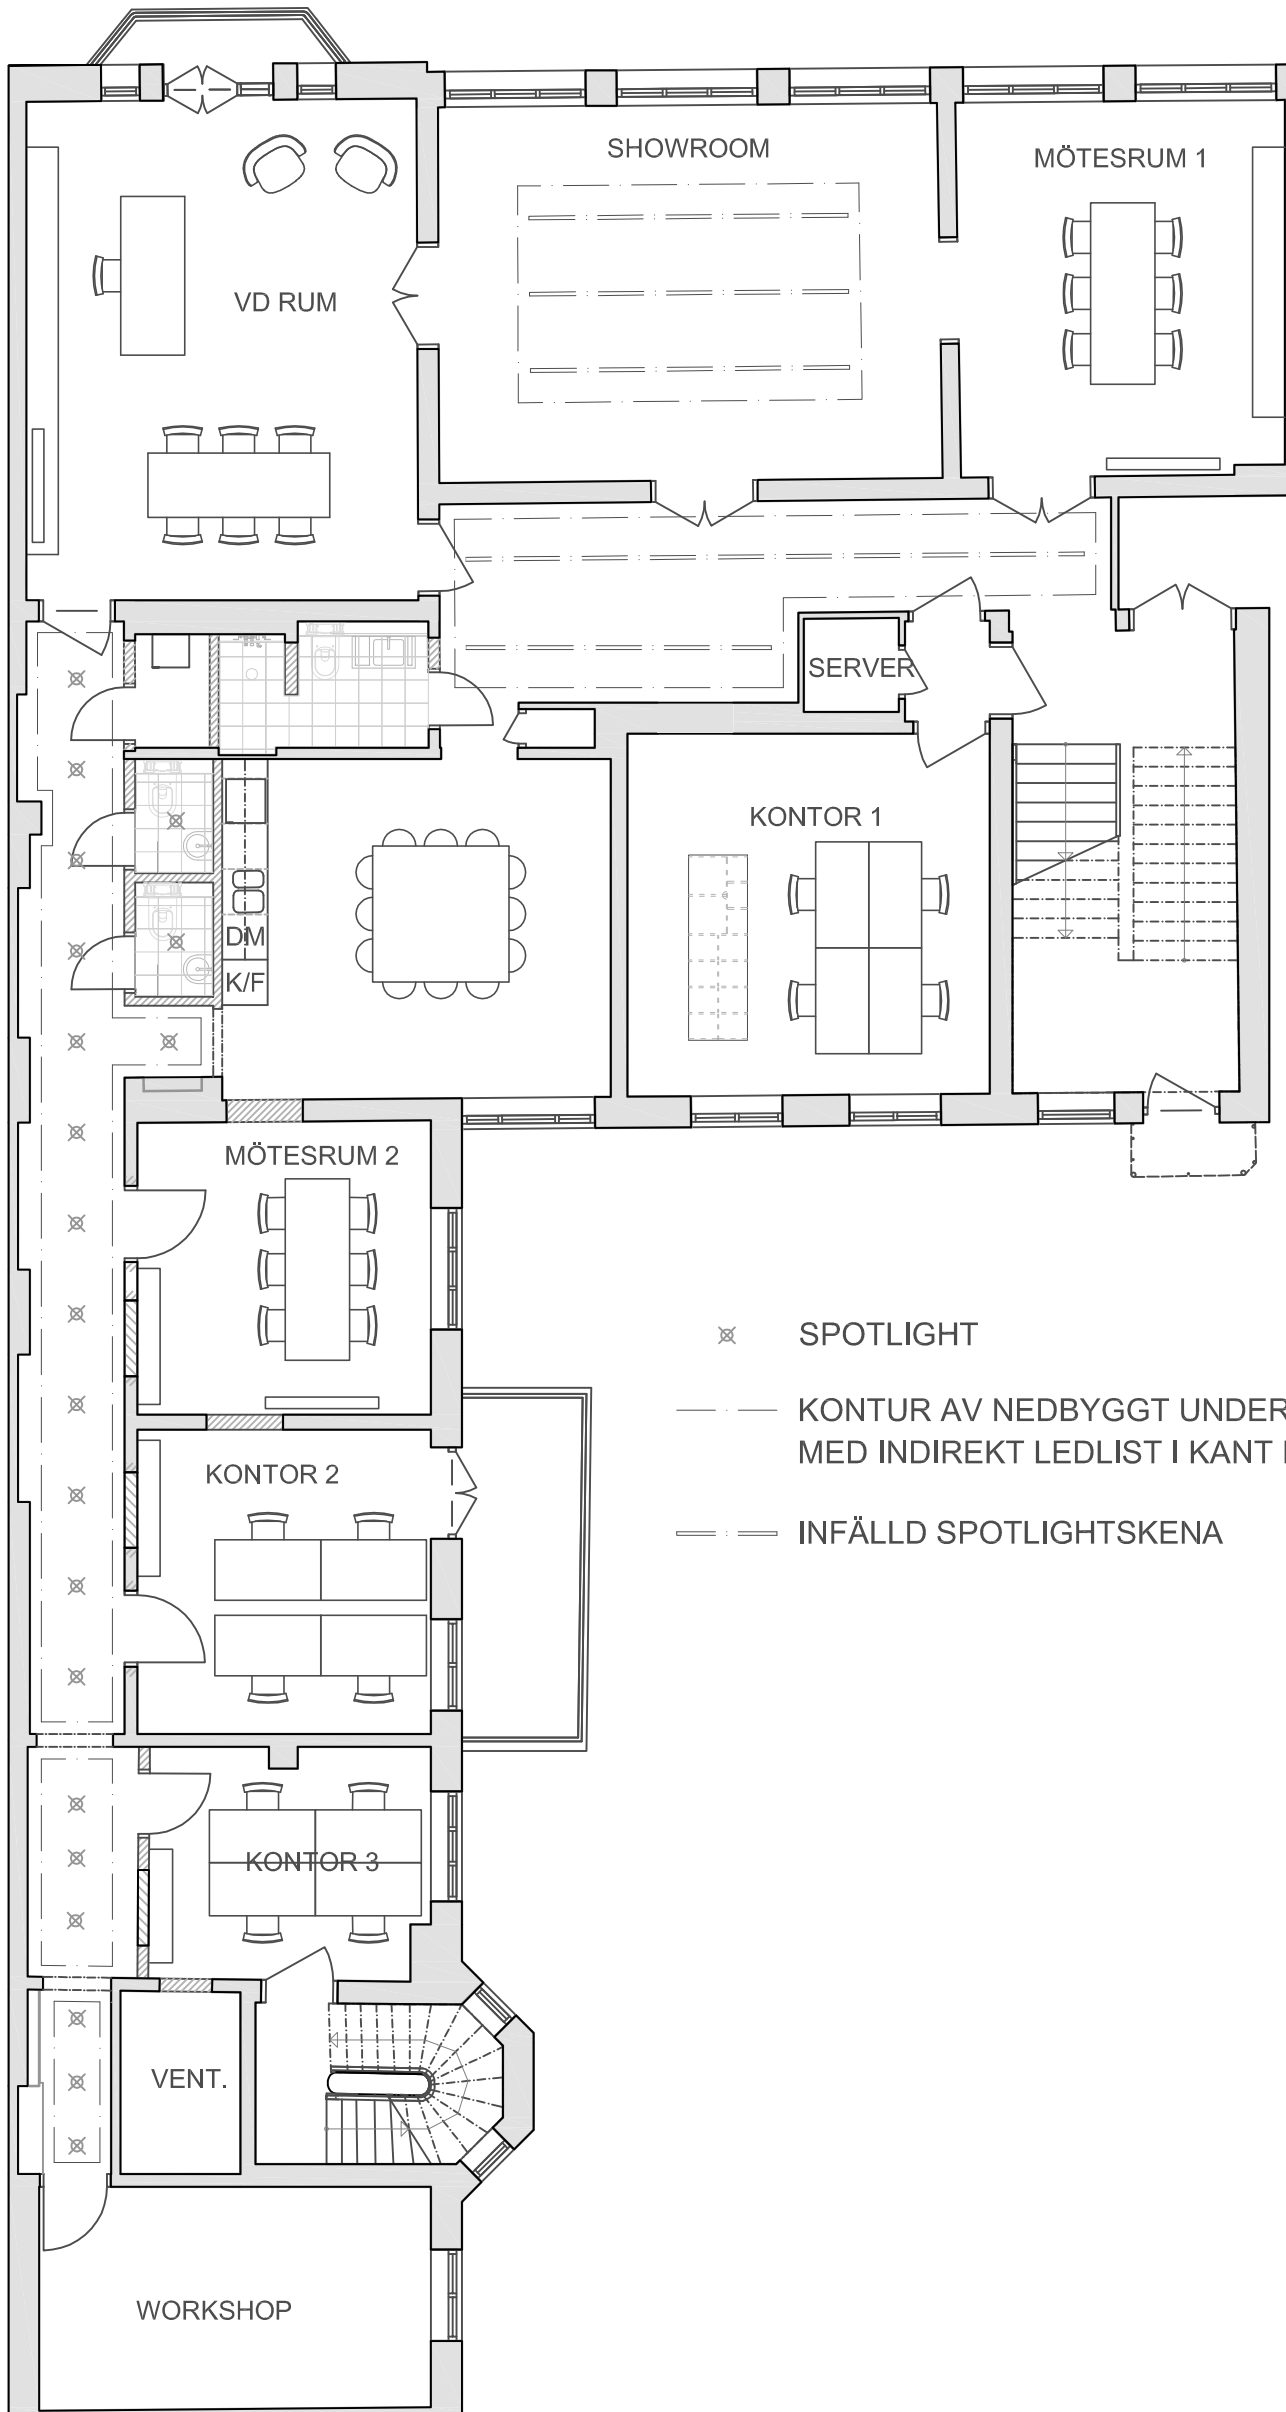 SHOWROOM
MÖTESRUM 1
VD RUM
SERVER
KONTOR 1
DM
K/F
MÖTESRUM 2
SPOTLIGHT
KONTUR AV NEDBYGGT UNDER
MED INDIREKT LEDLIST I KANT
KONTOR 2
INFÄLLD SPOTLIGHTSKENA
KONTOR 3
VENT.
WORKSHOP